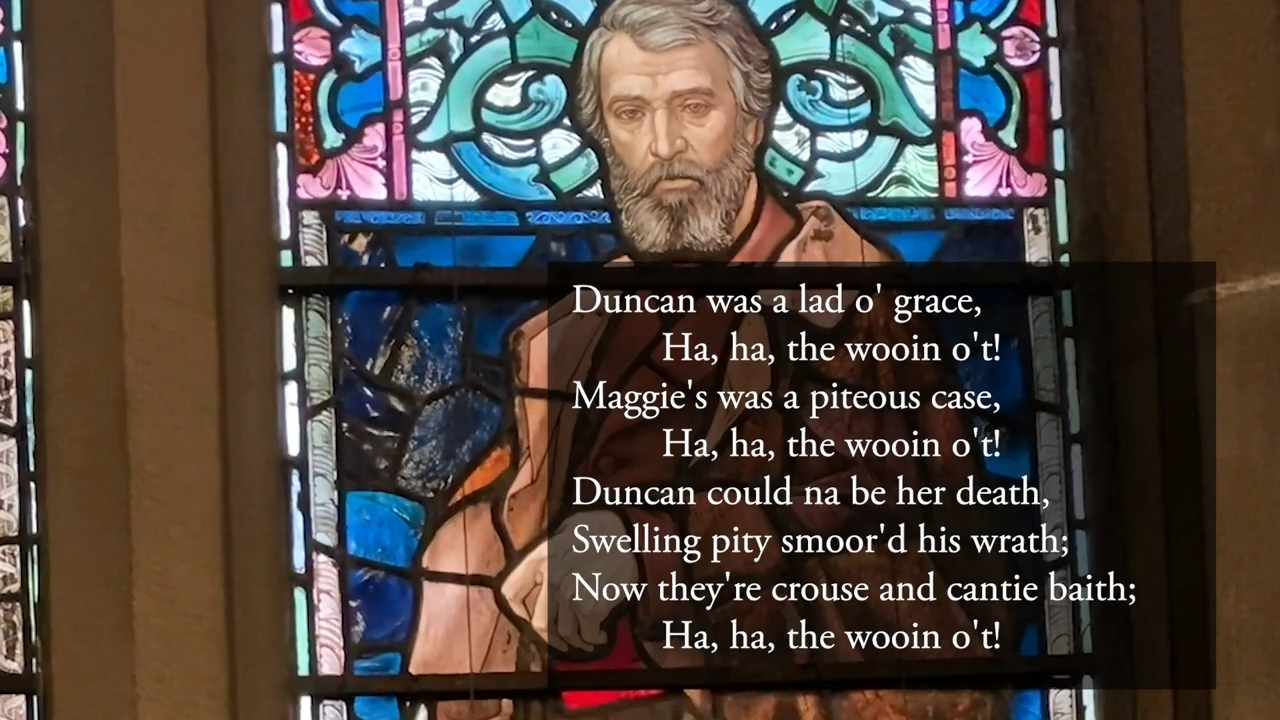 Duncan was a lad o' grace,
Ha, ha, the wooin o't!
Maggie's was a piteous case,
Ha, ha, the wooin o't!
Duncan could na be her death,
Swelling pity smoor'd his wrath;
Now they're crouse and cantie baith;
Ha, ha, the wooin o't!